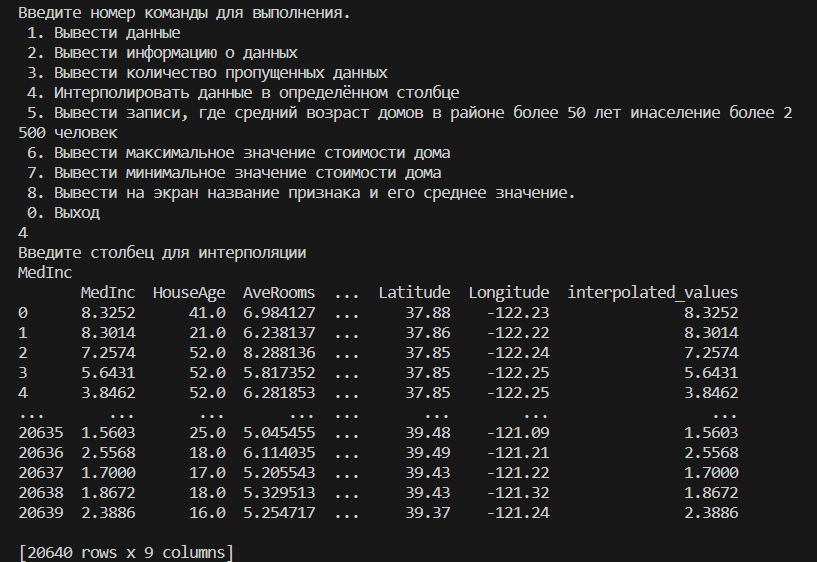 Введите номер команды для выполнения.
1. Вывести данные
2. Вывести информацию о данных
3. Вывести количество пропущенных данных
4. Интерполировать данные в определённом столбце
5. Вывести записи, где средний возраст домов в районе более 50 лет инаселение более 2
500 человек
6. Вывести максимальное значение стоимости дома
7. Вывести минимальное значение стоимости дома
8. Вывести на экран название признака и его среднее значение.
0. Выход
4
Введите столбец для интерполяции
MedInc
MedInc HouseAge AveRooms ... Latitude Longitude interpolated_values
0 8.3252 41.0 6.984127 ... 37.88 -122.23 8.3252
1 8.3014 21.0 6.238137 ... 37.86 -122.22 8.3014
2 7.2574 52.0 8.288136 ... 37.85 -122.24 7.2574
3 5.6431 52.0 5.817352 ... 37.85 -122.25 5.6431
4 3.8462 52.0 6.281853 ... 37.85 -122.25 3.8462
... ... ... ... ... ... ... ...
20635 1.5603 25.0 5.045455 ... 39.48 -121.09 1.5603
20636 2.5568 18.0 6.114035 ... 39.49 -121.21 2.5568
20637 1.7000 17.0 5.205543 ... 39.43 -121.22 1.7000
20638 1.8672 18.0 5.329513 ... 39.43 -121.32 1.8672
20639 2.3886 16.0 5.254717 ... 39.37 -121.24 2.3886
[20640 rows x 9 columns]